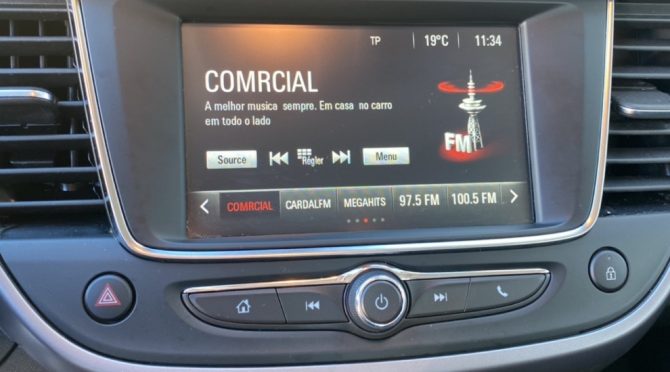 TP 19°C 11:34
COMRCIAL
A melhor musica sempre. Em casa no carro
em todo o lado
FM
Source Régler Menu
COMRCIAL CARDALFM MEGAHITS 97.5 FM 100.5 FM